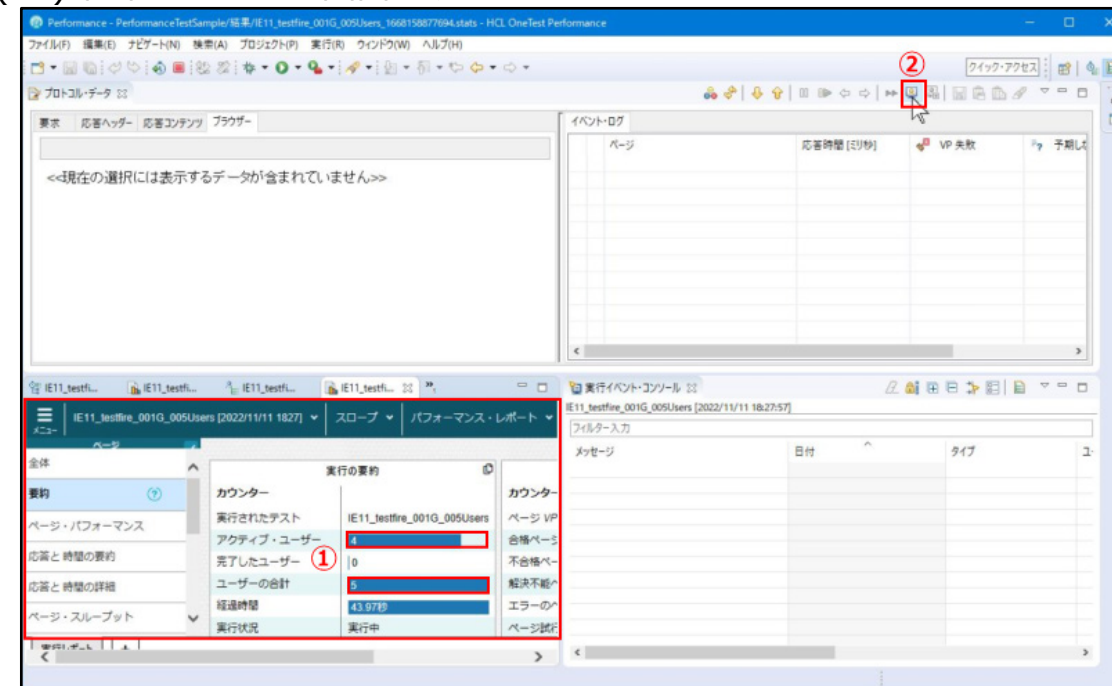 Performance - PerformanceTestSample/結果/IE11_testfire_001G_005Users_1668158877694.stats - HCL OneTest Performance
ファイル(F) 編集(E) ナビゲート(N) 検索(A) プロジェクト(P) 実行(R) ウィンドウ(W) ヘルプ(H)
②
クイック・アクセス
プロトコル・データ
要求 応答ヘッダー 応答コンテンツ ブラウザー
<<現在の選択には表示するデータが含まれていません>>
イベント・ログ
ページ 応答時間 [ミリ秒] VP 失敗 予期した
IE11_testfi... IE11_testfi... IE11_testfi... IE11_testfi...
メニュー
IE11_testfire_001G_005Users [2022/11/11 1827] スコープ パフォーマンス・レポート
ページ
全体
要約
ページ・パフォーマンス
応答と 時間の要約
応答と 時間の詳細
ページ・スループット
実行の要約
カウンター
実行されたテスト IE11_testfire_001G_005Users
アクティブ・ユーザー 4
①
完了したユーザー 0
ユーザーの合計 5
経過時間 43.97秒
実行状況 実行中
カウンター
ページ VP
合格ページ
不合格ペー
解決不能ペ
エラーのペ
ページ試行
実行レポート +
実行イベント・コンソール
IE11_testfire_001G_005Users [2022/11/11 18:27:57]
フィルター入力
メッセージ 日付 タイプ ユ